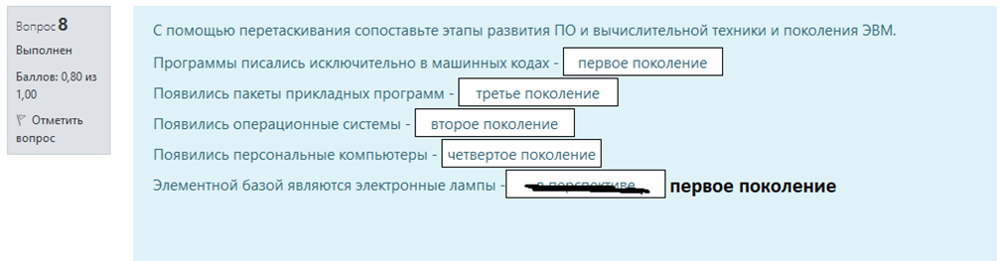 Вопрос 8
Выполнен
Баллов: 0,80 из
1,00
Отметить
вопрос
С помощью перетаскивания сопоставьте этапы развития ПО и вычислительной техники и поколения ЭВМ.
Программы писались исключительно в машинных кодах - первое поколение
Появились пакеты прикладных программ - третье поколение
Появились операционные системы - второе поколение
Появились персональные компьютеры - четвертое поколение
Элементной базой являются электронные лампы - в перспективе первое поколение